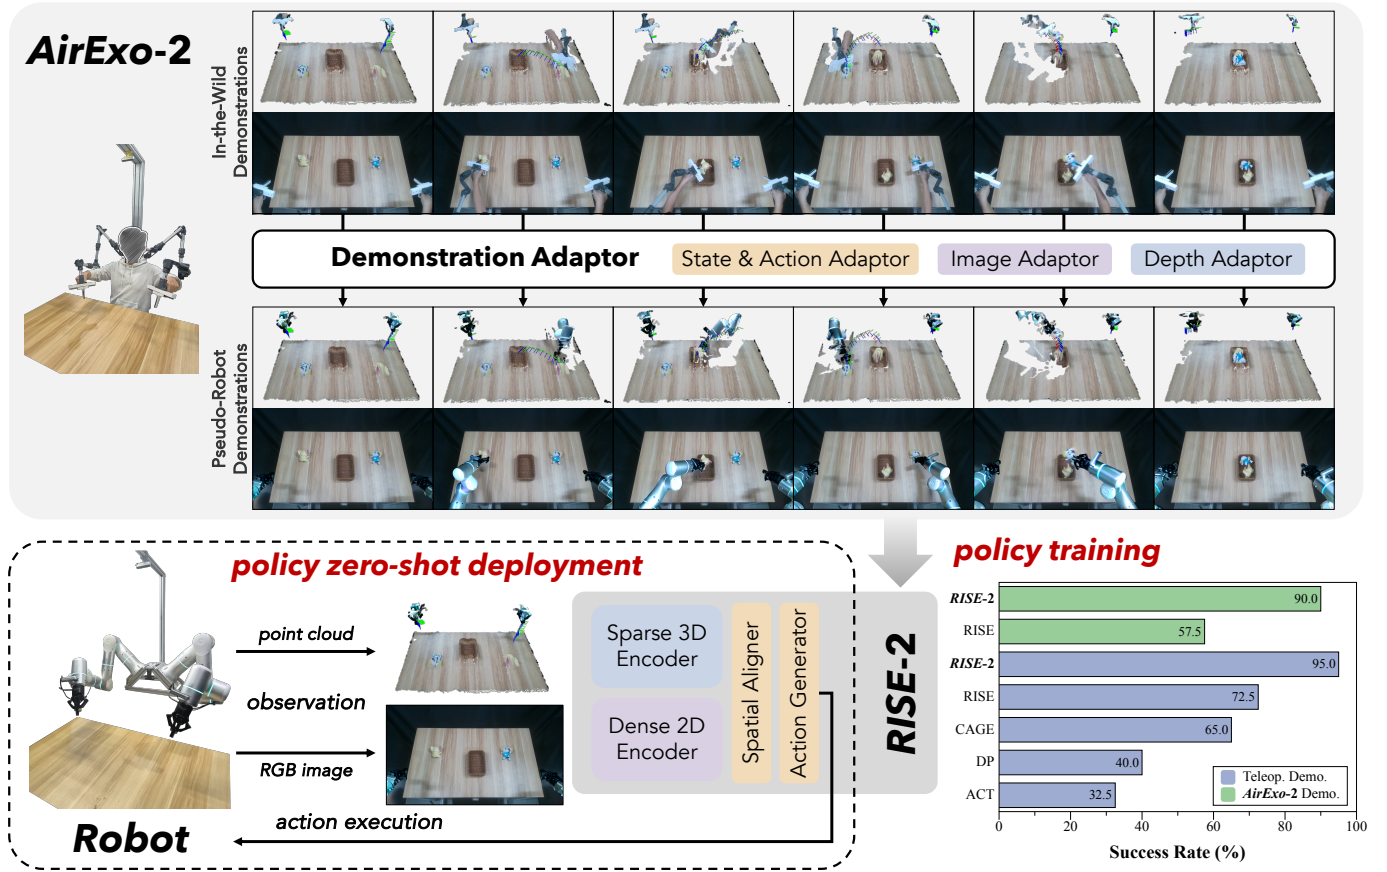 AirExo-2
In-the-Wild
Demonstrations
Demonstration Adaptor
State & Action Adaptor
Image Adaptor
Depth Adaptor
Pseudo-Robot
Demonstrations
policy zero-shot deployment
point cloud
observation
RGB image
action execution
Robot
Sparse 3D
Encoder
Dense 2D
Encoder
Spatial Aligner
Action Generator
RISE-2
policy training
RISE-2
90.0
RISE
57.5
RISE-2
95.0
RISE
72.5
CAGE
65.0
DP
40.0
ACT
32.5
Teleop. Demo.
AirExo-2 Demo.
0
20
40
60
80
100
Success Rate (%)